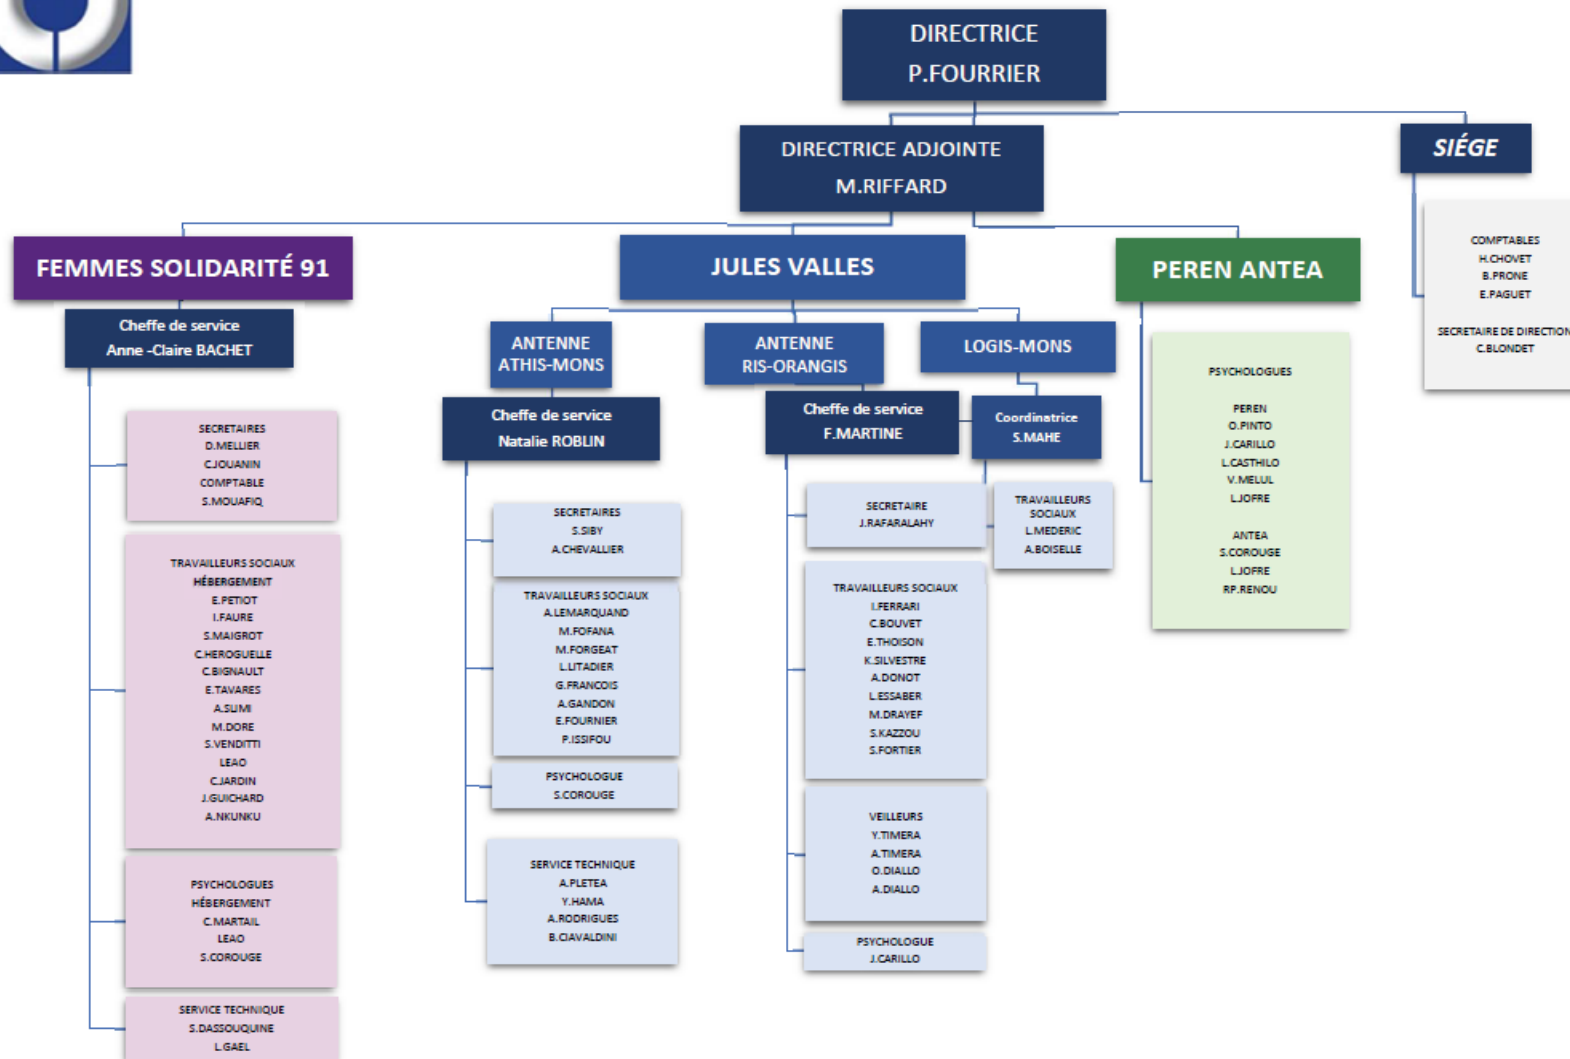 DIRECTRICE
P.FOURRIER
DIRECTRICE ADJOINTE
M.RIFFARD
SIÉGE
COMPTABLES
H.CHOVET
B.PRONE
E.PAGUET
SECRETAIRE DE DIRECTION
C.BLONDET
FEMMES SOLIDARITÉ 91
Cheffe de service
Anne -Claire BACHET
SECRETAIRES
D.MELLIER
C.JOUANIN
COMPTABLE
S.MOUAFIQ
TRAVAILLEURS SOCIAUX
HÉBERGEMENT
E.PETIOT
I.FAURE
S.MAIGROT
C.HEROGUELLE
C.BIGNAULT
E.TAVARES
A.SLIMI
M.DORE
S.VENDITTI
LEAO
C.JARDIN
J.GUICHARD
A.NKUNKU
PSYCHOLOGUES
HÉBERGEMENT
C.MARTAIL
LEAO
S.COROUGE
SERVICE TECHNIQUE
S.DASSOUQUINE
L.GAEL
JULES VALLES
ANTENNE
ATHIS-MONS
Cheffe de service
Natalie ROBLIN
SECRETAIRES
S.SIBY
A.CHEVALLIER
TRAVAILLEURS SOCIAUX
A.LEMARQUAND
M.FOFANA
M.FORGEAT
L.LITADIER
G.FRANCOIS
A.GANDON
E.FOURNIER
P.ISSIFOU
PSYCHOLOGUE
S.COROUGE
SERVICE TECHNIQUE
A.PLETEA
Y.HAMA
A.RODRIGUES
B.CIAVALDINI
ANTENNE
RIS-ORANGIS
Cheffe de service
F.MARTINE
SECRETAIRE
J.RAFARALAHY
TRAVAILLEURS SOCIAUX
I.FERRARI
C.BOUVET
E.THOISON
K.SILVESTRE
A.DONOT
L.ESSABER
M.DRAYEF
S.KAZZOU
S.FORTIER
VEILLEURS
Y.TIMERA
A.TIMERA
O.DIALLO
A.DIALLO
PSYCHOLOGUE
J.CARILLO
LOGIS-MONS
Coordinatrice
S.MAHE
TRAVAILLEURS
SOCIAUX
L.MEDERIC
A.BOISELLE
PEREN ANTEA
PSYCHOLOGUES
PEREN
O.PINTO
J.CARILLO
L.CASTHILO
V.MELUL
L.JOFRE
ANTEA
S.COROUGE
L.JOFRE
RP.RENOU